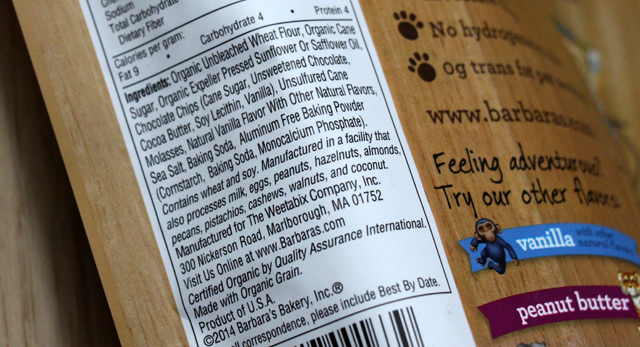 Sodium
Total Carbohydrate
Dietary Fiber
Calories per gram:
Fat 9 • Carbohydrate 4 • Protein 4
Ingredients: Organic Unbleached Wheat Flour, Organic Cane
Sugar, Organic Expeller Pressed Sunflower Or Safflower Oil,
Chocolate Chips (Cane Sugar, Unsweetened Chocolate,
Cocoa Butter, Soy Lecithin, Vanilla), Unsulfured Cane
Molasses, Natural Vanilla Flavor With Other Natural Flavors,
Sea Salt, Baking Soda, Aluminum Free Baking Powder
(Cornstarch, Baking Soda, Monocalcium Phosphate).
Contains wheat and soy. Manufactured in a facility that
also processes milk, eggs, peanuts, hazelnuts, almonds,
pecans, pistachios, cashews, walnuts, and coconut.
Manufactured for The Weetabix Company, Inc.
300 Nickerson Road, Marlborough, MA 01752
Visit Us Online at www.Barbaras.com
Certified Organic by Quality Assurance International.
Made with Organic Grain.
Product of U.S.A.
©2014 Barbara's Bakery, Inc.®
all correspondence, please include Best By Date.
No hydrogen
0g trans fat per
www.barbaras.com
Feeling adventurous?
Try our other flavors
vanilla with other
natural flavors
peanut butter